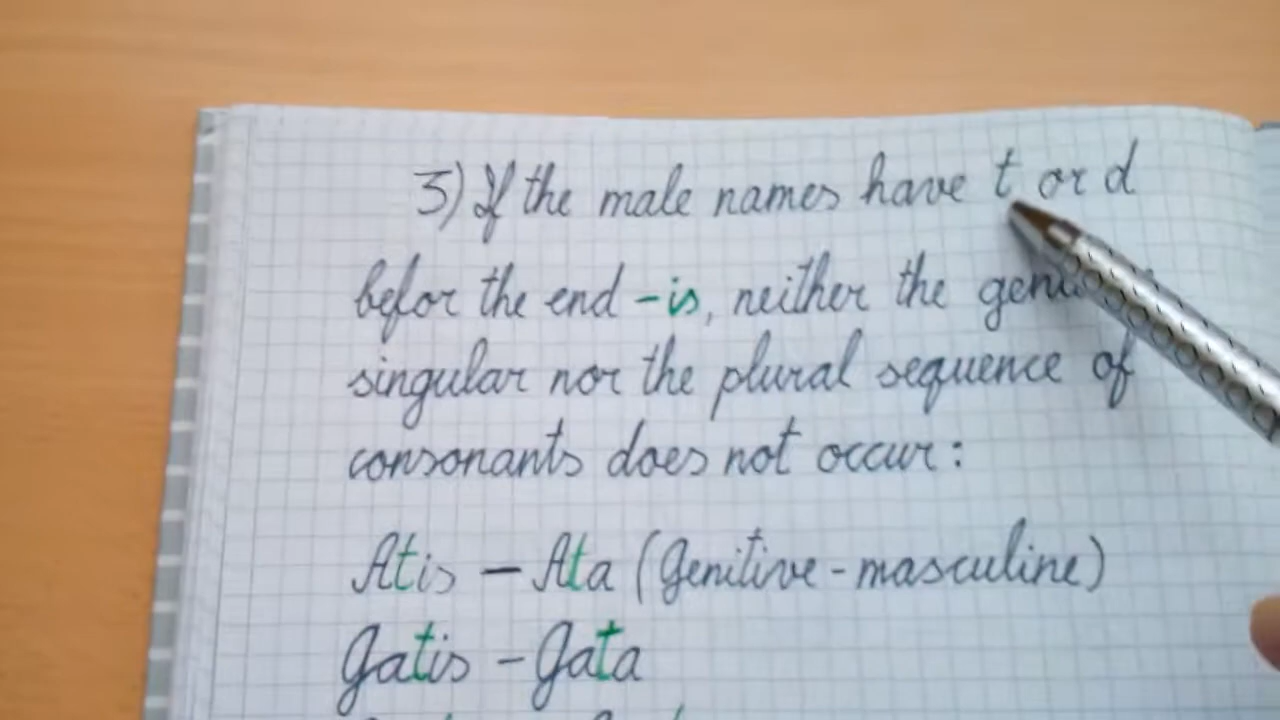 3) If the male names have t or d
befor the end -is, neither the
singular nor the plural sequence of
consonants does not occur:
Atis - Ata (Genitive - masculine)
Gatis - Gata